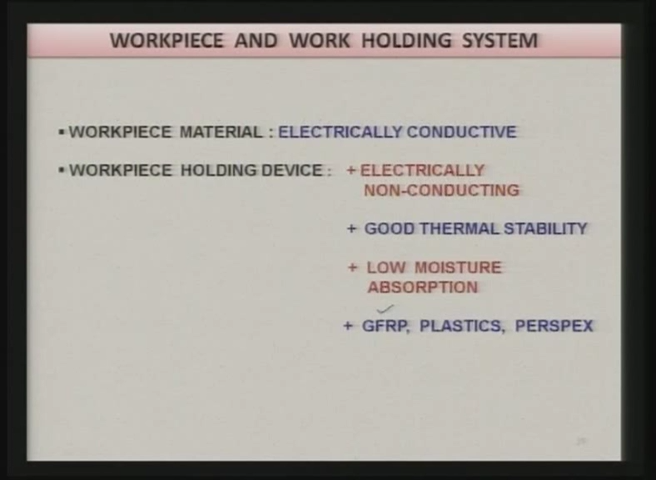 WORKPIECE AND WORK HOLDING SYSTEM
▪ WORKPIECE MATERIAL : ELECTRICALLY CONDUCTIVE
▪ WORKPIECE HOLDING DEVICE : + ELECTRICALLY
NON-CONDUCTING
+ GOOD THERMAL STABILITY
+ LOW MOISTURE
ABSORPTION
+ GFRP, PLASTICS, PERSPEX